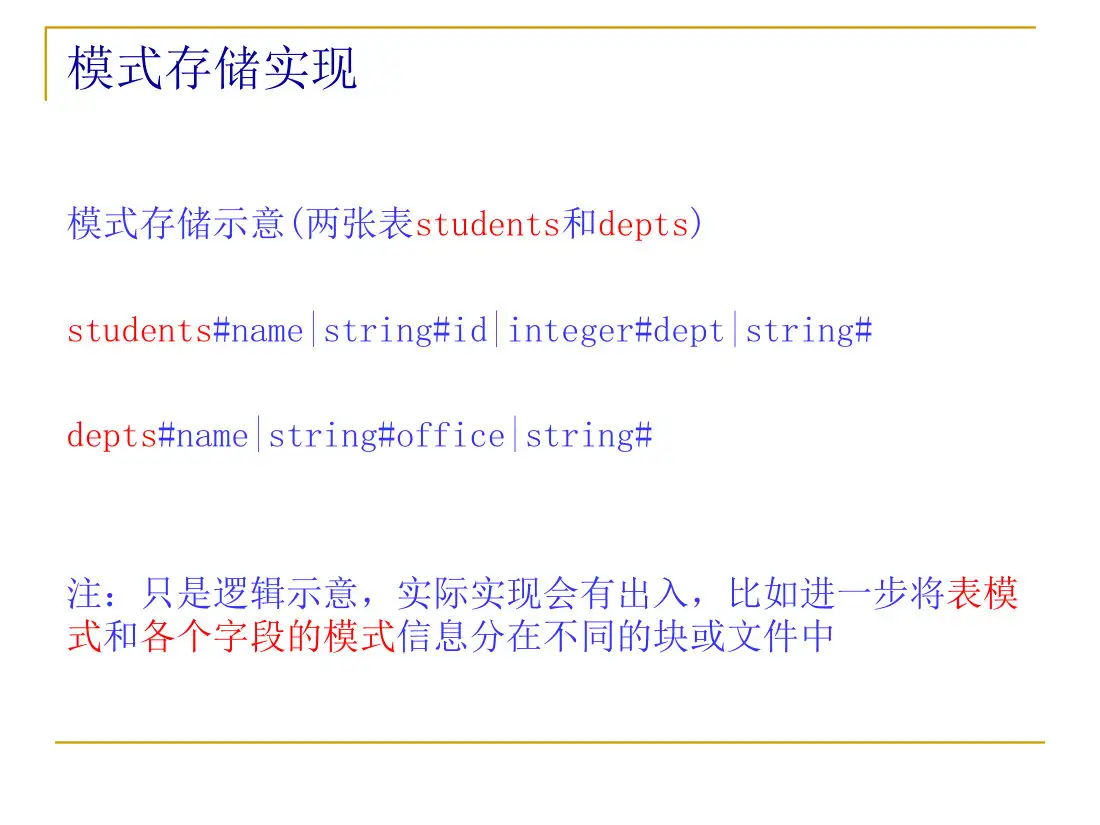 模式存储实现
模式存储示意(两张表students和depts)
students#name|string#id|integer#dept|string#
depts#name|string#office|string#
注：只是逻辑示意，实际实现会有出入，比如进一步将表模
式和各个字段的模式信息分在不同的块或文件中